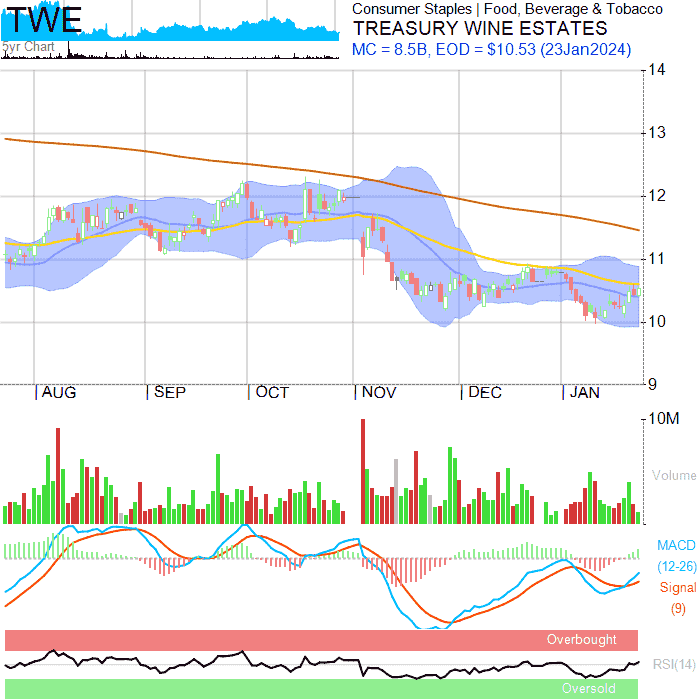 TWE
5yr Chart
Consumer Staples | Food, Beverage & Tobacco
TREASURY WINE ESTATES
MC = 8.5B, EOD = $10.53 (23Jan2024)
14
13
12
11
10
9
AUG SEP OCT NOV DEC JAN
10M
Volume
MACD
(12-26)
Signal
(9)
Overbought
RSI(14)
Oversold